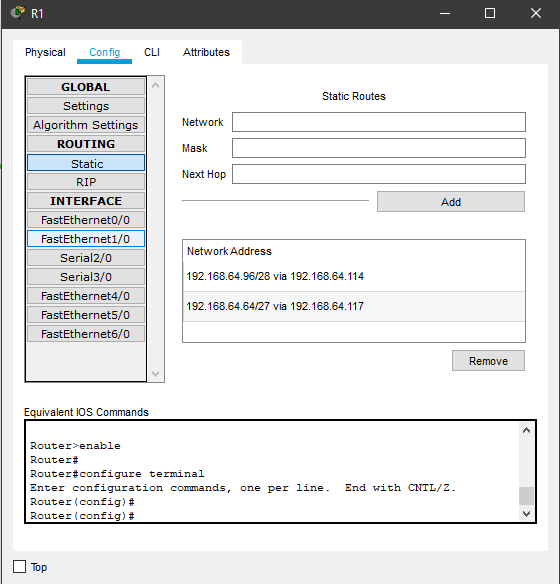 R1
Physical Config CLI Attributes
GLOBAL
Settings
Algorithm Settings
ROUTING
Static
RIP
INTERFACE
FastEthernet0/0
FastEthernet1/0
Serial2/0
Serial3/0
FastEthernet4/0
FastEthernet5/0
FastEthernet6/0
Static Routes
Network
Mask
Next Hop
Add
Network Address
192.168.64.96/28 via 192.168.64.114
192.168.64.64/27 via 192.168.64.117
Remove
Equivalent IOS Commands
Router>enable
Router#
Router#configure terminal
Enter configuration commands, one per line.  End with CNTL/Z.
Router(config)#
Router(config)#
Top